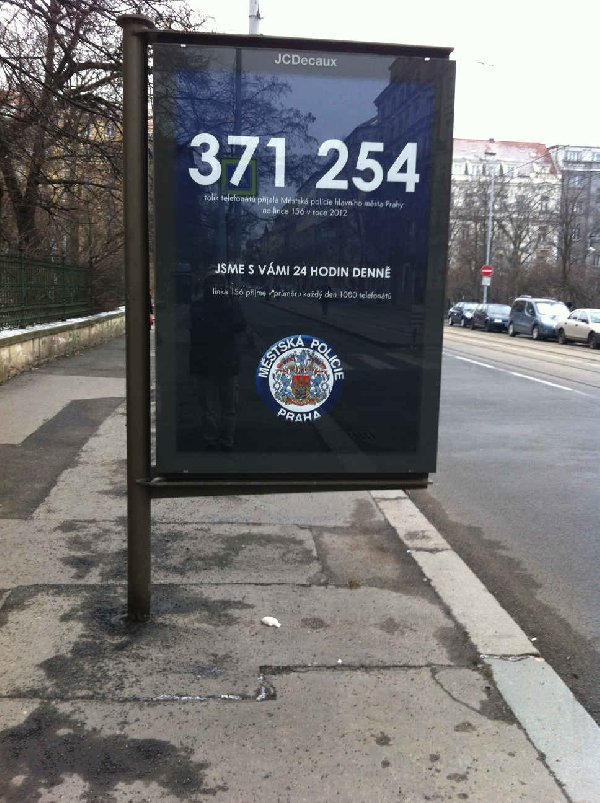 JCDecaux
371 254
tolik telefonátů přijala Městská policie hlavního města Prahy
na lince 156 v roce 2012
JSME S VÁMI 24 HODIN DENNĚ
linka 156 přijme v průměru každý den 1000 telefonátů
MĚSTSKÁ POLICIE
PRAHA